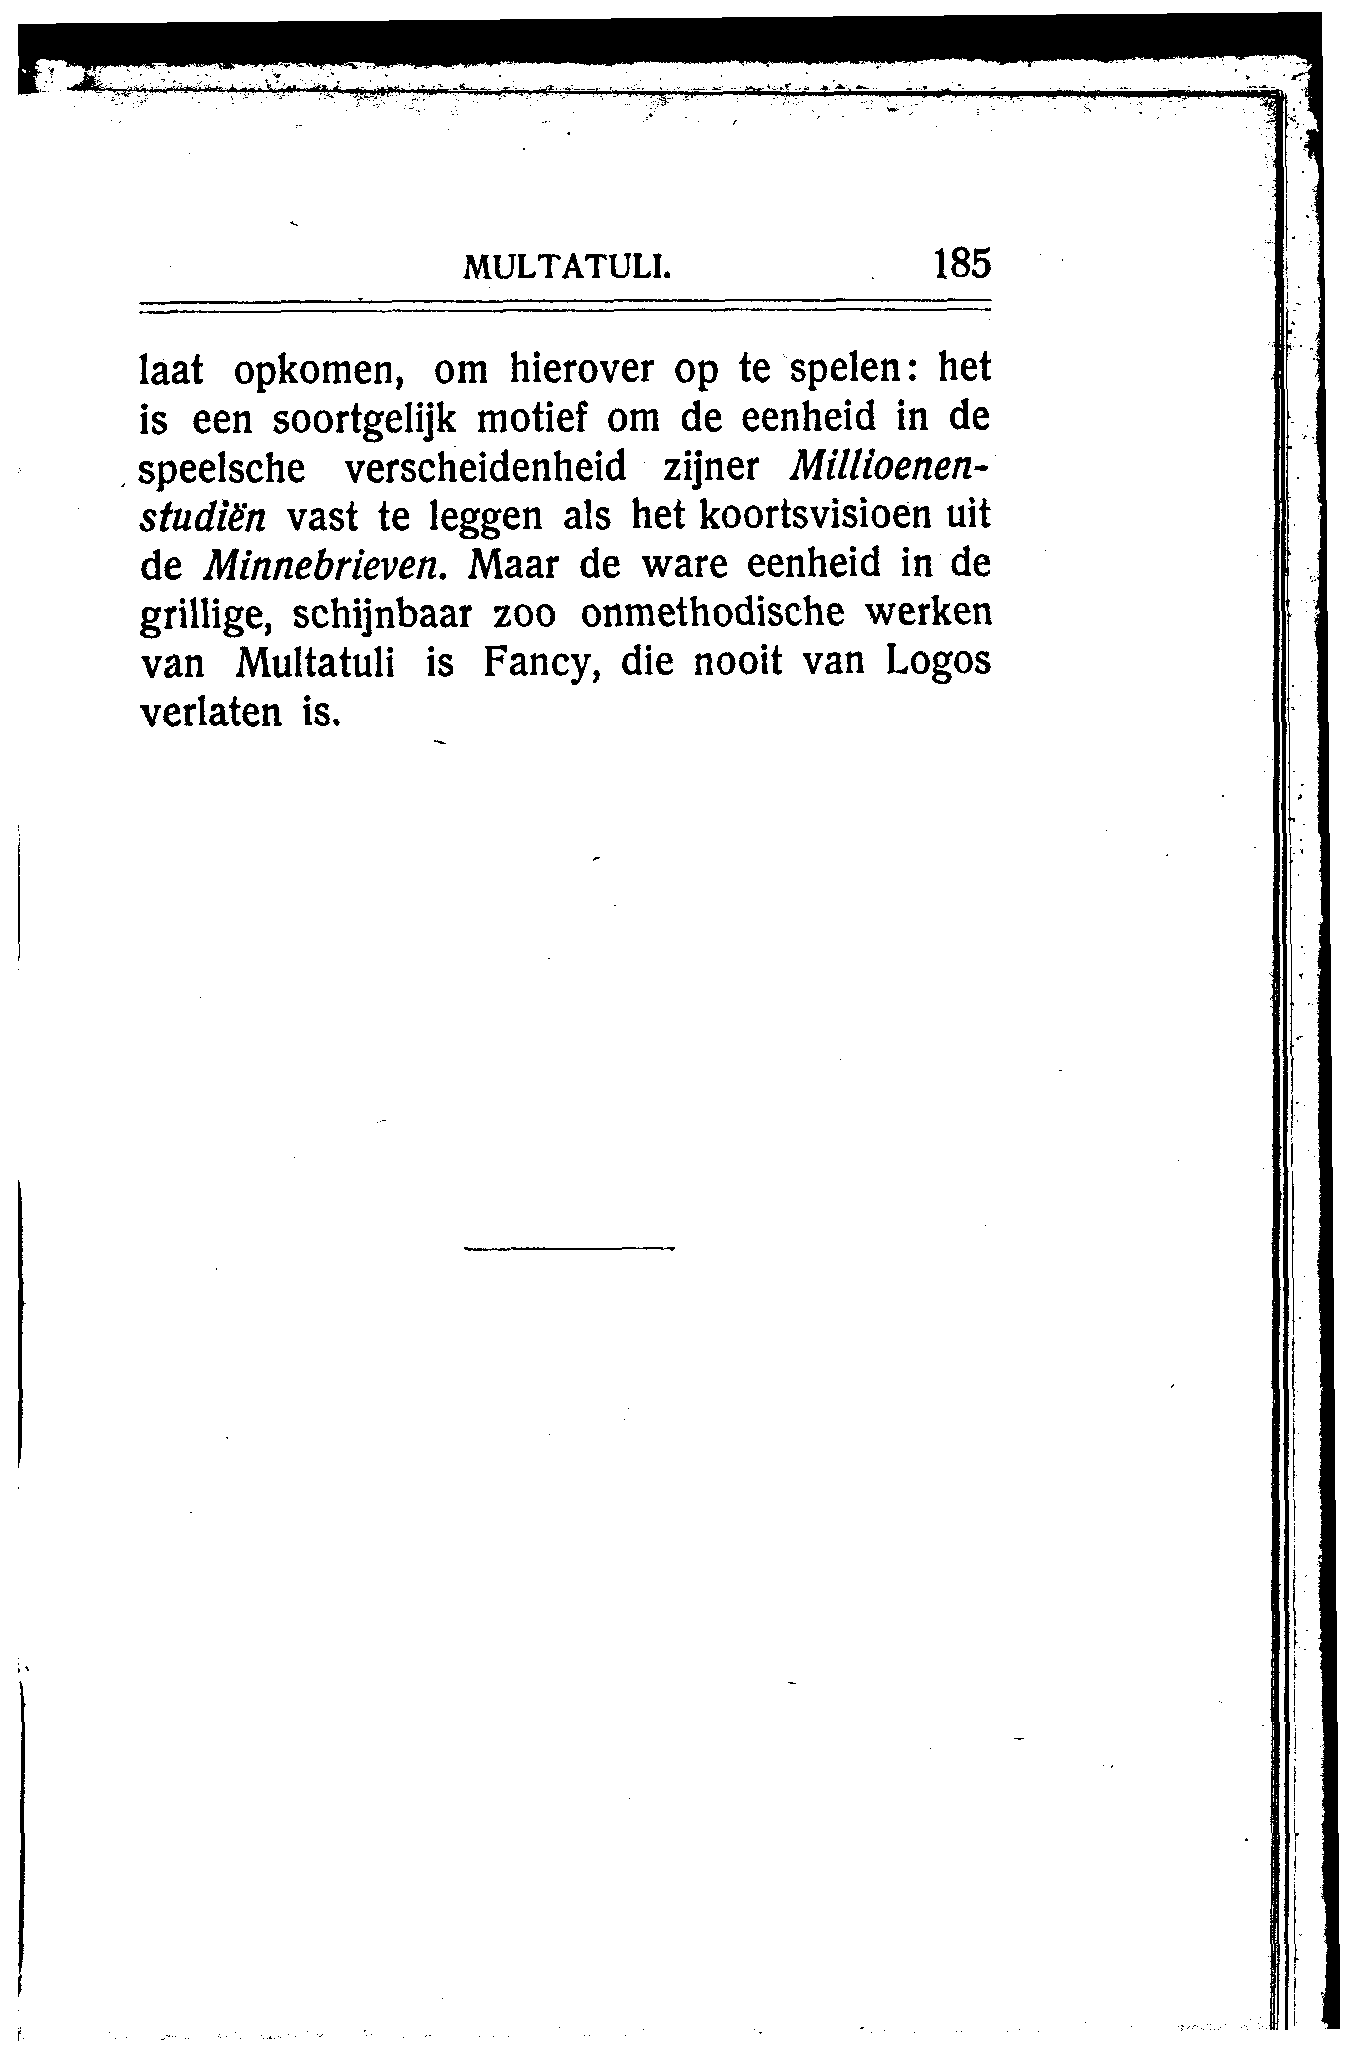 MULTATULI. 185
laat opkomen, om hierover op te spelen: het
is een soortgelijk motief om de eenheid in de
speelsche verscheidenheid zijner Millioenen-
studiën vast te leggen als het koortsvisioen uit
de Minnebrieven. Maar de ware eenheid in de
grillige, schijnbaar zoo onmethodische werken
van Multatuli is Fancy, die nooit van Logos
verlaten is.